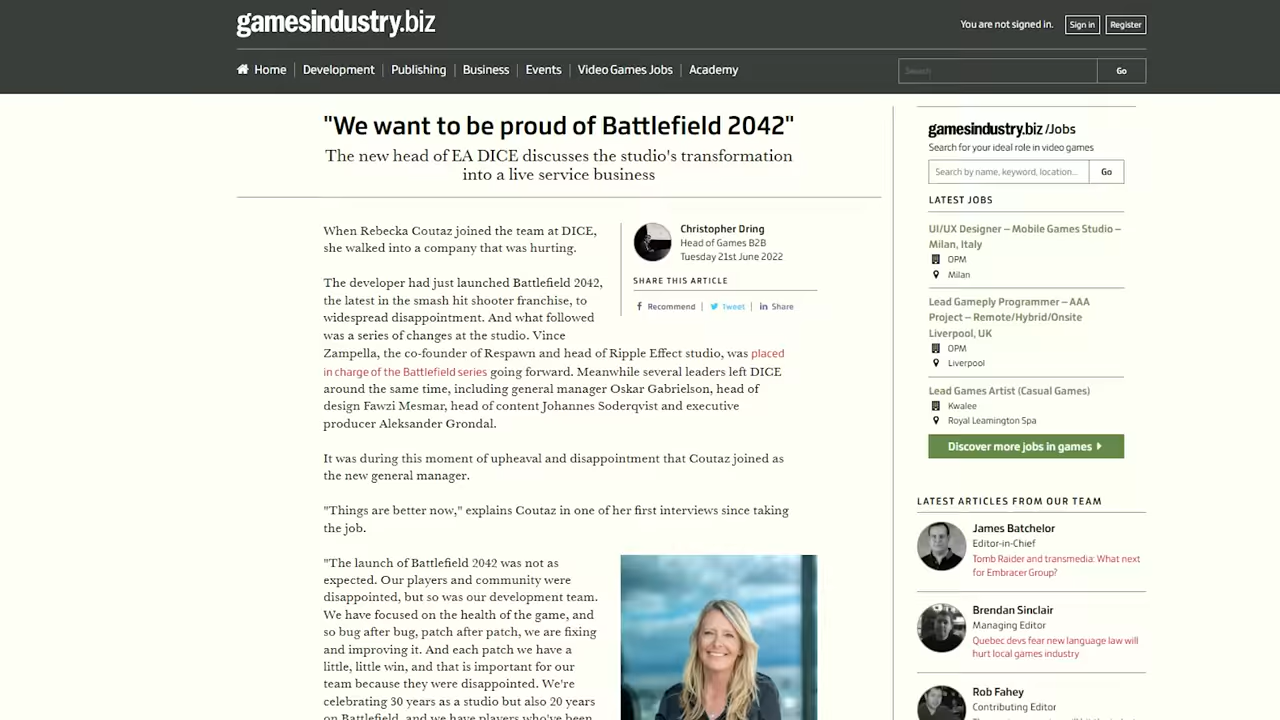 gamesindustry.biz
You are not signed in.
Sign in
Register
Home
Development
Publishing
Business
Events
Video Games Jobs
Academy
Search
Go
"We want to be proud of Battlefield 2042"
The new head of EA DICE discusses the studio's transformation
into a live service business
When Rebecka Coutaz joined the team at DICE,
she walked into a company that was hurting.
The developer had just launched Battlefield 2042,
the latest in the smash hit shooter franchise, to
widespread disappointment. And what followed
was a series of changes at the studio. Vince
Zampella, the co-founder of Respawn and head of Ripple Effect studio, was placed
in charge of the Battlefield series going forward. Meanwhile several leaders left DICE
around the same time, including general manager Oskar Gabrielson, head of
design Fawzi Mesmar, head of content Johannes Soderqvist and executive
producer Aleksander Grondal.
It was during this moment of upheaval and disappointment that Coutaz joined as
the new general manager.
"Things are better now," explains Coutaz in one of her first interviews since taking
the job.
"The launch of Battlefield 2042 was not as
expected. Our players and community were
disappointed, but so was our development team.
We have focused on the health of the game, and
so bug after bug, patch after patch, we are fixing
and improving it. And each patch we have a
little, little win, and that is important for our
team because they were disappointed. We're
celebrating 30 years as a studio but also 20 years
on Battlefield, and we have players who've been
Christopher Dring
Head of Games B2B
Tuesday 21st June 2022
SHARE THIS ARTICLE
Recommend
Tweet
Share
gamesindustry.biz /Jobs
Search for your ideal role in video games
Search by name, keyword, location...
Go
LATEST JOBS
UI/UX Designer – Mobile Games Studio –
Milan, Italy
OPM
Milan
Lead Gameply Programmer – AAA
Project – Remote/Hybrid/Onsite
Liverpool, UK
OPM
Liverpool
Lead Games Artist (Casual Games)
Kwalee
Royal Leamington Spa
Discover more jobs in games
LATEST ARTICLES FROM OUR TEAM
James Batchelor
Editor-in-Chief
Tomb Raider and transmedia: What next
for Embracer Group?
Brendan Sinclair
Managing Editor
Quebec devs fear new language law will
hurt local games industry
Rob Fahey
Contributing Editor